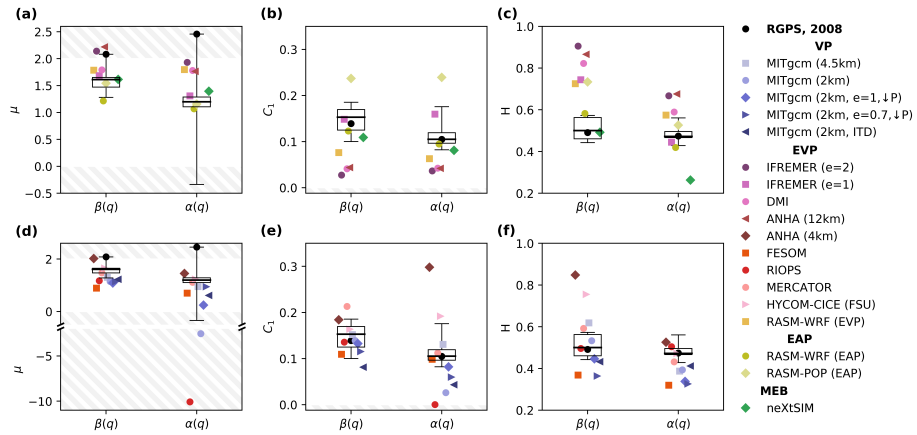 (a)
2.5
2.0
1.5
1.0
0.5
0.0
−0.5
μ
β(q)
α(q)
(b)
0.3
0.2
0.1
0.0
C₁
β(q)
α(q)
(c)
1.0
0.8
0.6
0.4
0.2
H
β(q)
α(q)
(d)
2
0
−5
−10
μ
β(q)
α(q)
(e)
0.3
0.2
0.1
0.0
C₁
β(q)
α(q)
(f)
1.0
0.8
0.6
0.4
0.2
H
β(q)
α(q)
RGPS, 2008
VP
MITgcm (4.5km)
MITgcm (2km)
MITgcm (2km, e=1,↓P)
MITgcm (2km, e=0.7,↓P)
MITgcm (2km, ITD)
EVP
IFREMER (e=2)
IFREMER (e=1)
DMI
ANHA (12km)
ANHA (4km)
FESOM
RIOPS
MERCATOR
HYCOM-CICE (FSU)
RASM-WRF (EVP)
EAP
RASM-WRF (EAP)
RASM-POP (EAP)
MEB
neXtSIM